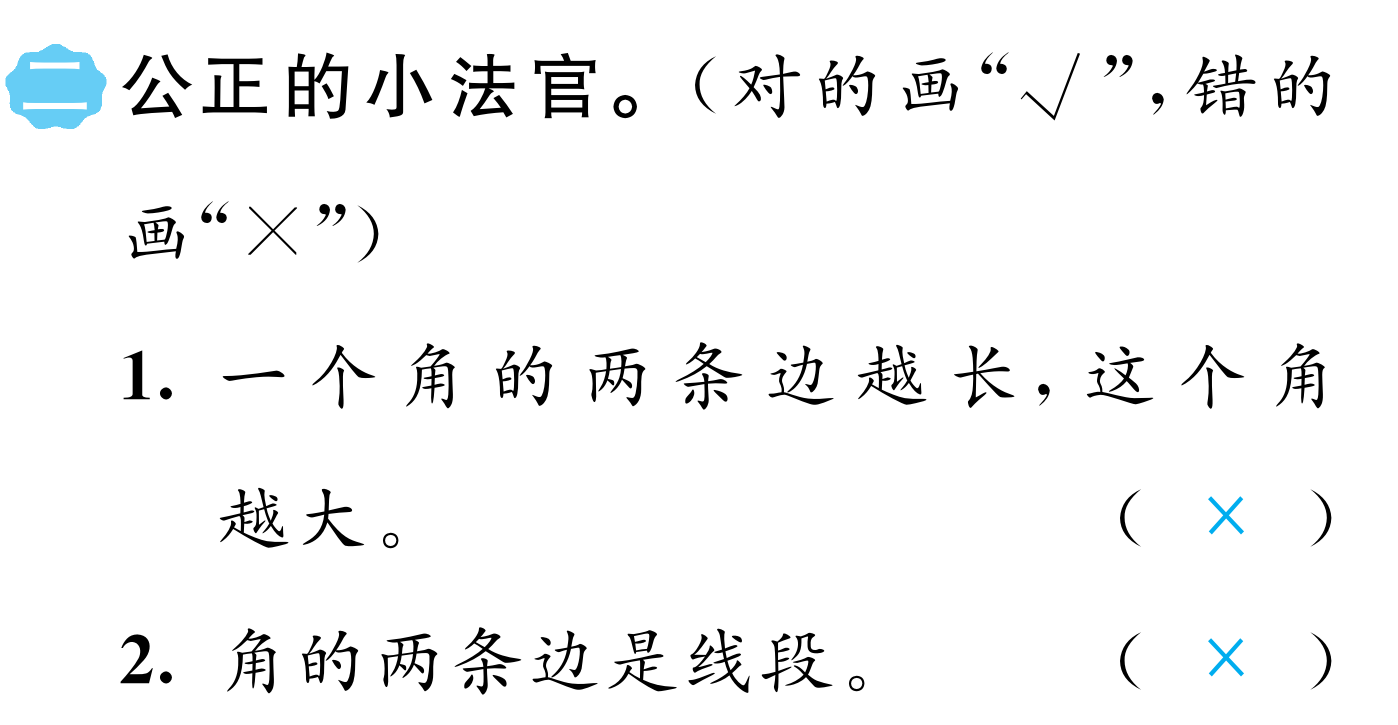 二 公正的小法官。(对的画“√”,错的
画“×”)
1. 一个角的两条边越长,这个角
越大。 ( × )
2. 角的两条边是线段。 ( × )